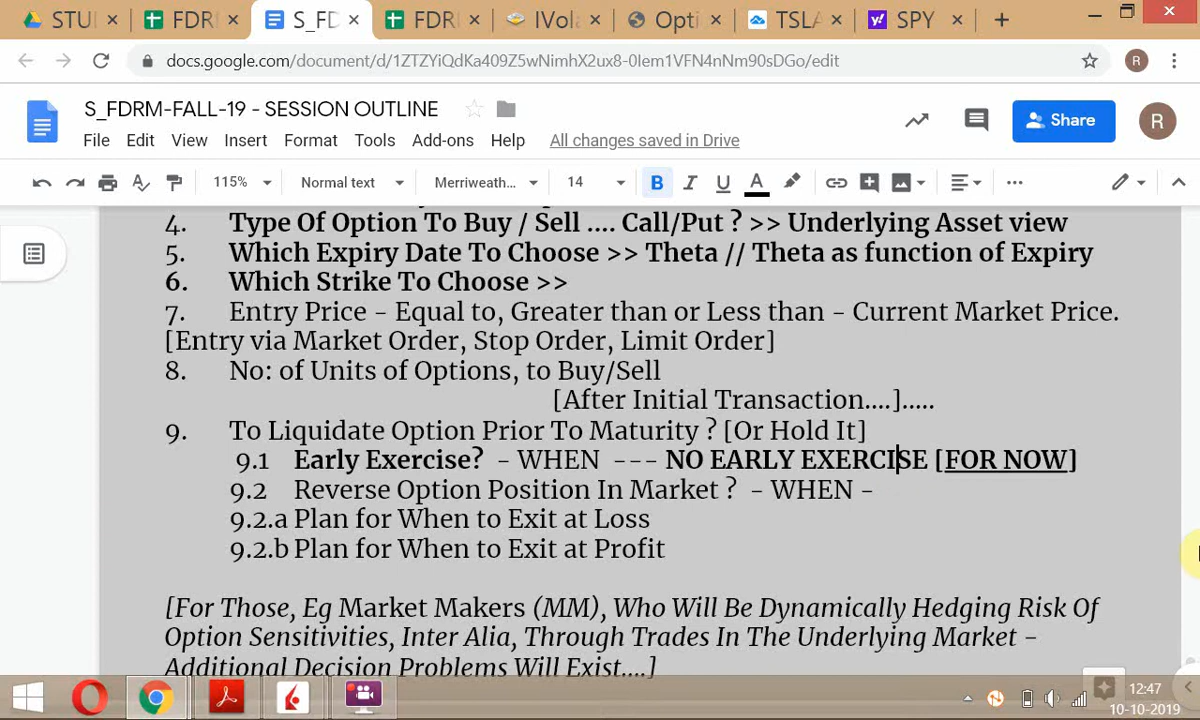 STUI
FDRI
S_FD
FDRI
IVola
Opti
TSLA
SPY
docs.google.com/document/d/1ZTZYiQdKa409Z5wNimhX2ux8-0Iem1VFN4nNm90sDGo/edit
R
S_FDRM-FALL-19 - SESSION OUTLINE
Share
R
File Edit View Insert Format Tools Add-ons Help All changes saved in Drive
115% Normal text Merriweath... 14 B I U A
4. Type Of Option To Buy / Sell .... Call/Put ? >> Underlying Asset view
5. Which Expiry Date To Choose >> Theta // Theta as function of Expiry
6. Which Strike To Choose >>
7. Entry Price - Equal to, Greater than or Less than - Current Market Price.
[Entry via Market Order, Stop Order, Limit Order]
8. No: of Units of Options, to Buy/Sell
[After Initial Transaction....].....
9. To Liquidate Option Prior To Maturity ? [Or Hold It]
9.1 Early Exercise? - WHEN --- NO EARLY EXERCISE [FOR NOW]
9.2 Reverse Option Position In Market ? - WHEN -
9.2.a Plan for When to Exit at Loss
9.2.b Plan for When to Exit at Profit
[For Those, Eg Market Makers (MM), Who Will Be Dynamically Hedging Risk Of
Option Sensitivities, Inter Alia, Through Trades In The Underlying Market -
Additional Decision Problems Will Exist....]
12:47
10-10-2019